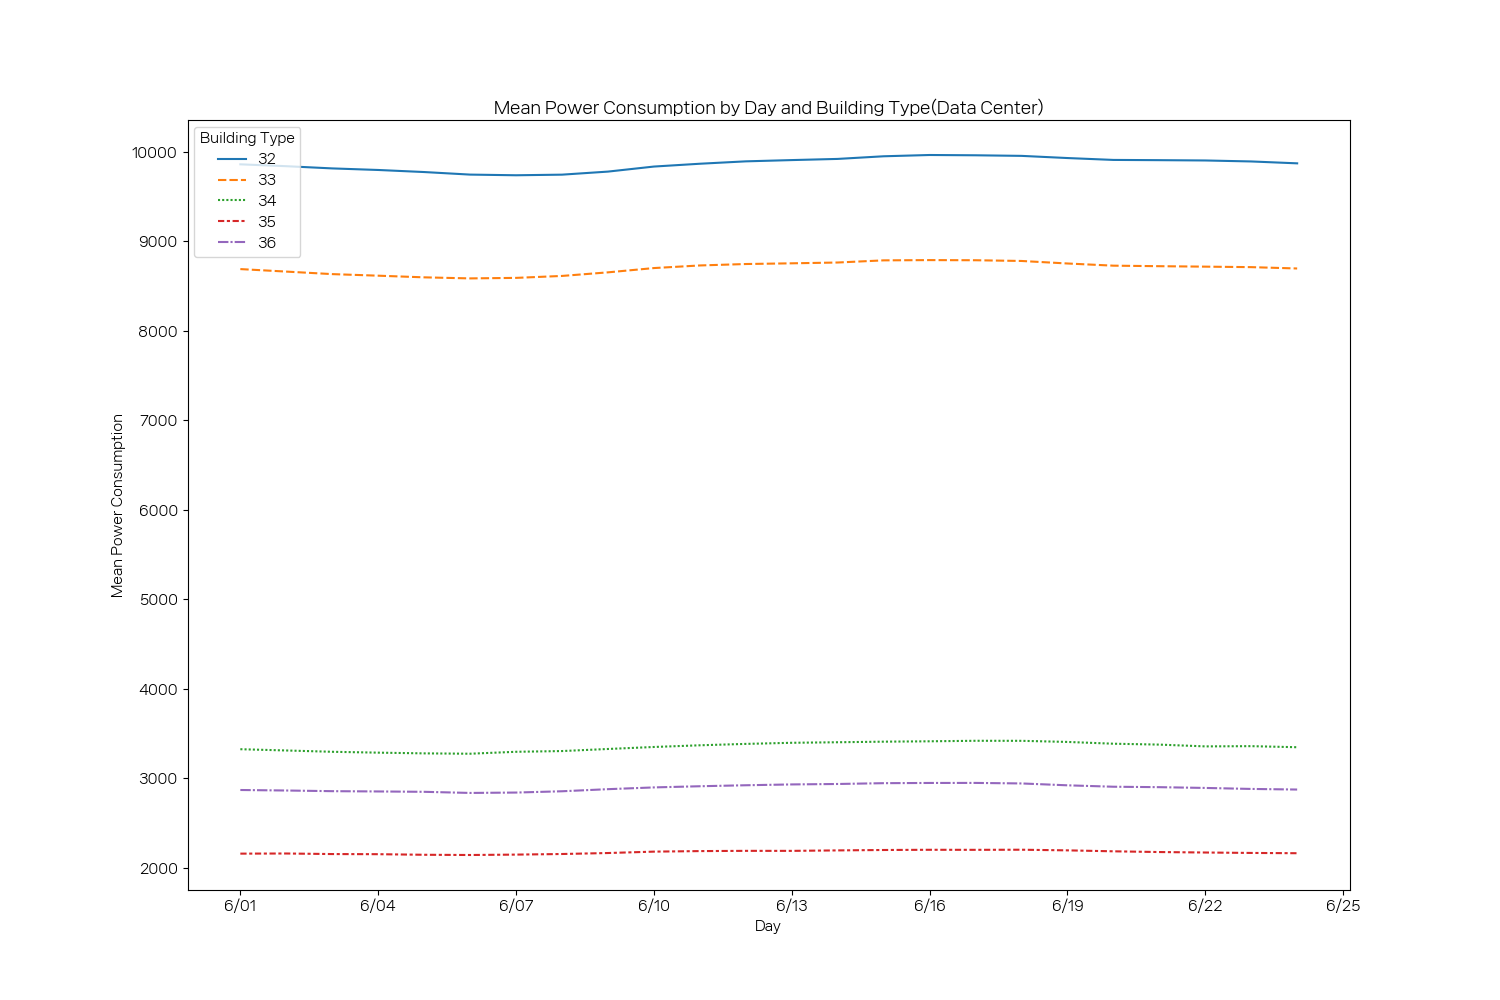 Mean Power Consumption by Day and Building Type(Data Center)
Building Type
32
33
34
35
36
10000
9000
8000
7000
6000
5000
4000
3000
2000
Mean Power Consumption
6/01 6/04 6/07 6/10 6/13 6/16 6/19 6/22 6/25
Day